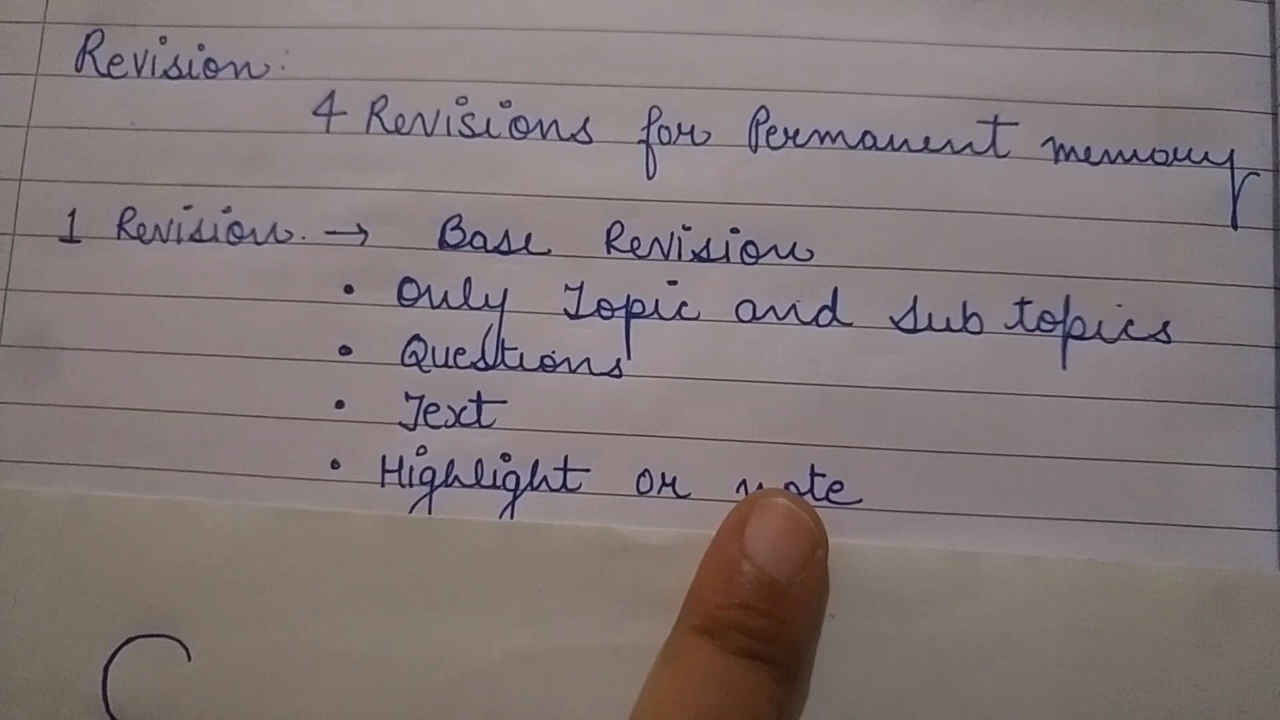 Revision:
4 Revisions for Permanent memory
1 Revision. → Base Revision
• Only Topic and Sub topics
• Questions
• Text
• Highlight or note
C